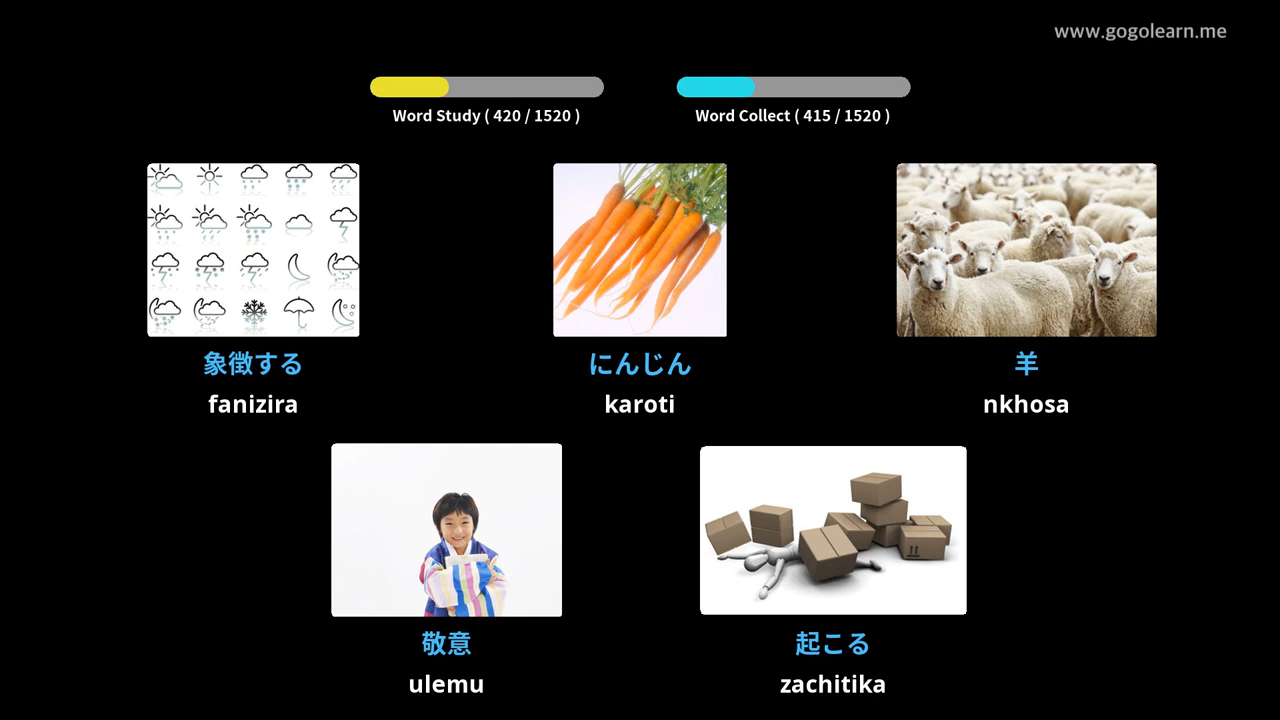 www.gogolearn.me
Word Study ( 420 / 1520 )
Word Collect ( 415 / 1520 )
象徴する
fanizira
にんじん
karoti
羊
nkhosa
敬意
ulemu
起こる
zachitika